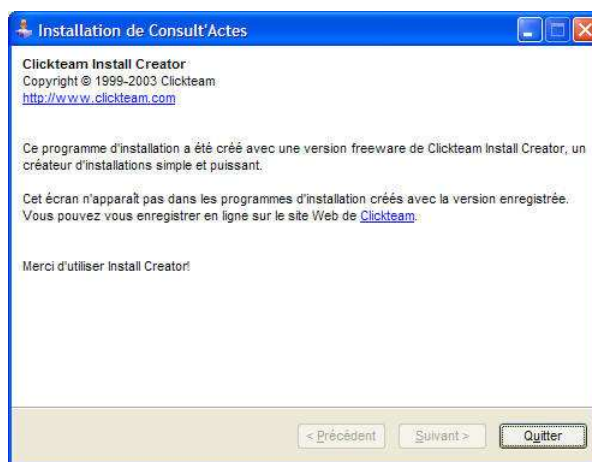 Installation de Consult'Actes
Clickteam Install Creator
Copyright © 1999-2003 Clickteam
http://www.clickteam.com
Ce programme d'installation a été créé avec une version freeware de Clickteam Install Creator, un
créateur d'installations simple et puissant.
Cet écran n'apparaît pas dans les programmes d'installation créés avec la version enregistrée.
Vous pouvez vous enregistrer en ligne sur le site Web de Clickteam.
Merci d'utiliser Install Creator!
< Précédent Suivant > Quitter